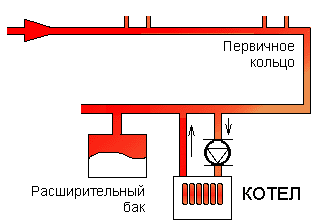 Первичное
кольцо
Расширительный
бак
КОТЕЛ